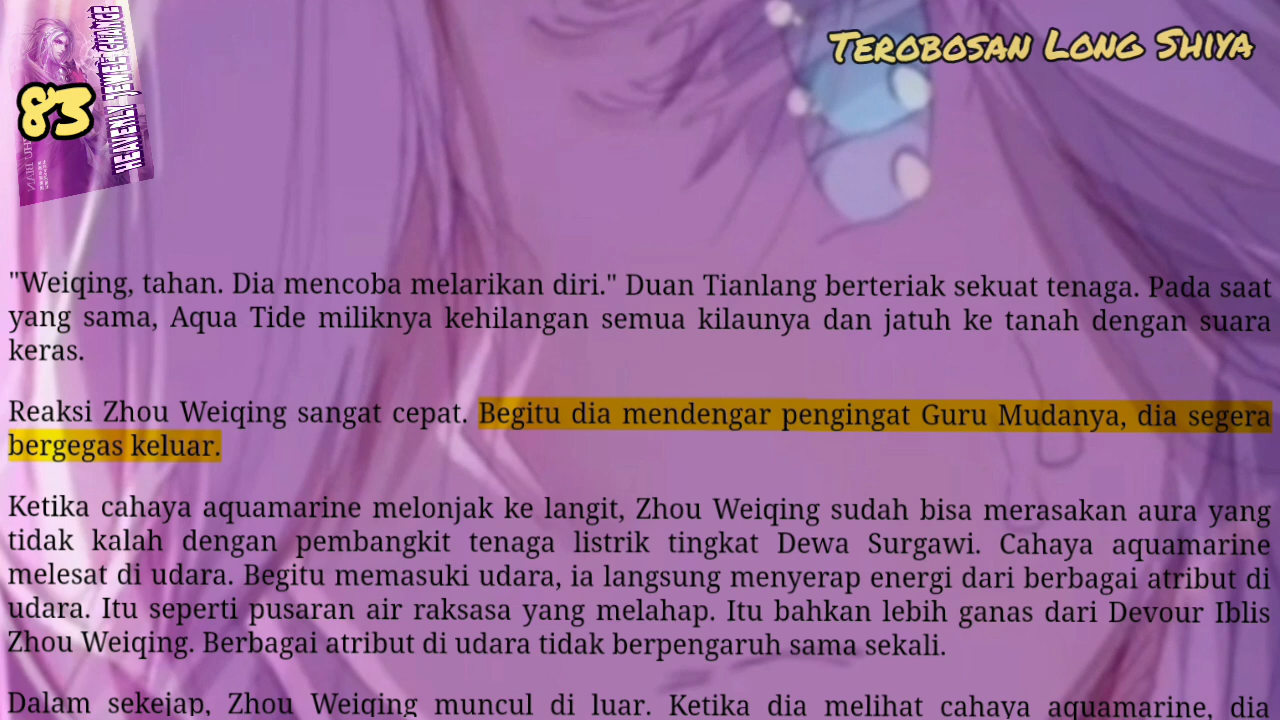 Terobosan Long Shiya
83
HEAVENLY JEWEL CHANGE
"Weiqing, tahan. Dia mencoba melarikan diri." Duan Tianlang berteriak sekuat tenaga. Pada saat
yang sama, Aqua Tide miliknya kehilangan semua kilaunya dan jatuh ke tanah dengan suara
keras.
Reaksi Zhou Weiqing sangat cepat. Begitu dia mendengar pengingat Guru Mudanya, dia segera
bergegas keluar.
Ketika cahaya aquamarine melonjak ke langit, Zhou Weiqing sudah bisa merasakan aura yang
tidak kalah dengan pembangkit tenaga listrik tingkat Dewa Surgawi. Cahaya aquamarine
melesat di udara. Begitu memasuki udara, ia langsung menyerap energi dari berbagai atribut di
udara. Itu seperti pusaran air raksasa yang melahap. Itu bahkan lebih ganas dari Devour Iblis
Zhou Weiqing. Berbagai atribut di udara tidak berpengaruh sama sekali.
Dalam sekejap, Zhou Weiqing muncul di luar. Ketika dia melihat cahaya aquamarine, dia